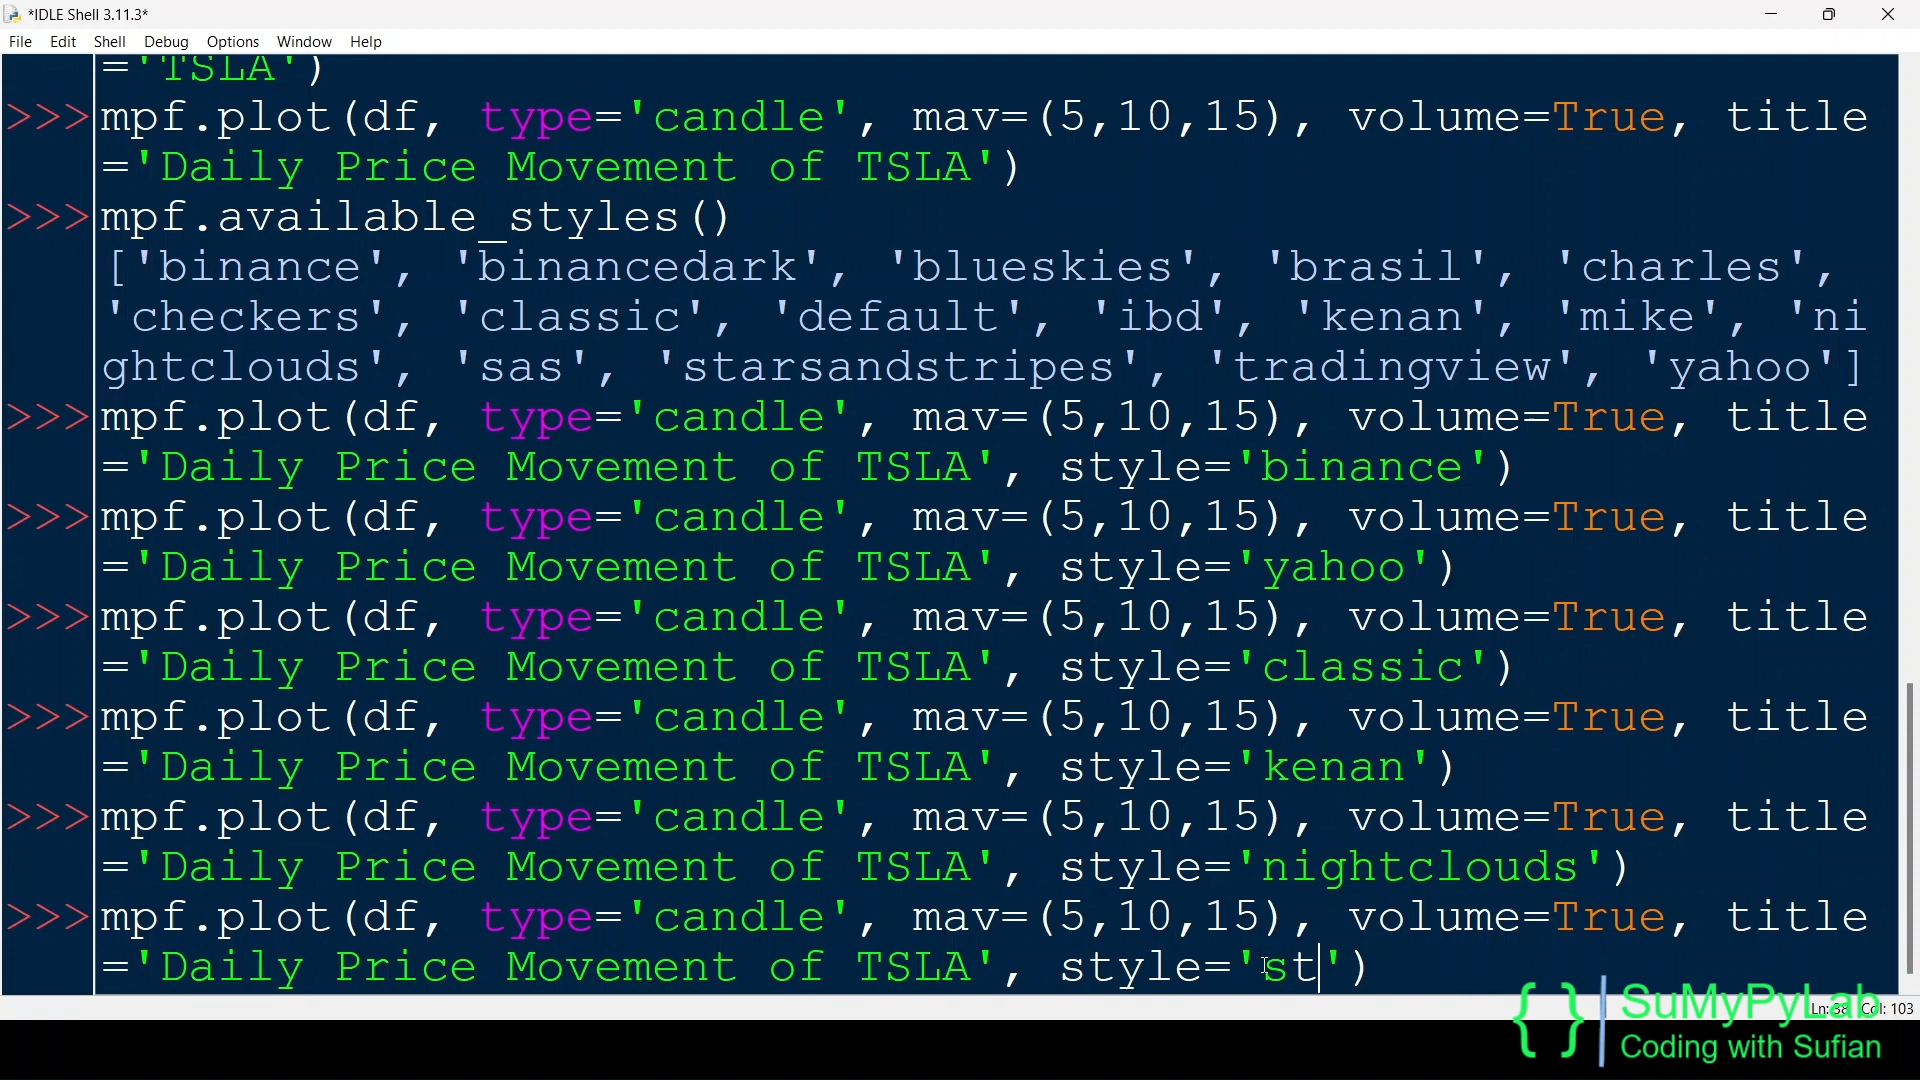 *IDLE Shell 3.11.3*
File Edit Shell Debug Options Window Help
='TSLA')
>>> mpf.plot(df, type='candle', mav=(5,10,15), volume=True, title
='Daily Price Movement of TSLA')
>>> mpf.available_styles()
['binance', 'binancedark', 'blueskies', 'brasil', 'charles',
'checkers', 'classic', 'default', 'ibd', 'kenan', 'mike', 'ni
ghtclouds', 'sas', 'starsandstripes', 'tradingview', 'yahoo']
>>> mpf.plot(df, type='candle', mav=(5,10,15), volume=True, title
='Daily Price Movement of TSLA', style='binance')
>>> mpf.plot(df, type='candle', mav=(5,10,15), volume=True, title
='Daily Price Movement of TSLA', style='yahoo')
>>> mpf.plot(df, type='candle', mav=(5,10,15), volume=True, title
='Daily Price Movement of TSLA', style='classic')
>>> mpf.plot(df, type='candle', mav=(5,10,15), volume=True, title
='Daily Price Movement of TSLA', style='kenan')
>>> mpf.plot(df, type='candle', mav=(5,10,15), volume=True, title
='Daily Price Movement of TSLA', style='nightclouds')
>>> mpf.plot(df, type='candle', mav=(5,10,15), volume=True, title
='Daily Price Movement of TSLA', style='st')
Ln: 38 Col: 103
{ } SuMyPyLab
Coding with Sufian